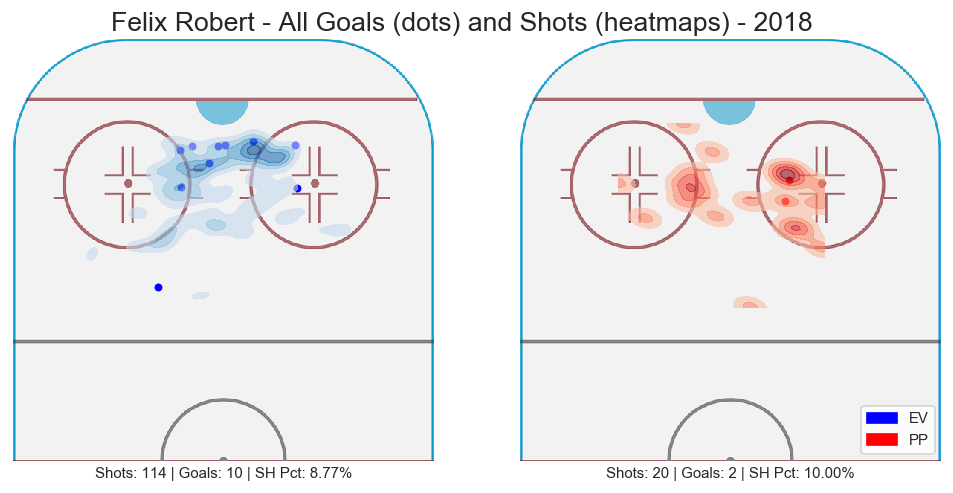 Felix Robert - All Goals (dots) and Shots (heatmaps) - 2018
EV
PP
Shots: 114 | Goals: 10 | SH Pct: 8.77%
Shots: 20 | Goals: 2 | SH Pct: 10.00%